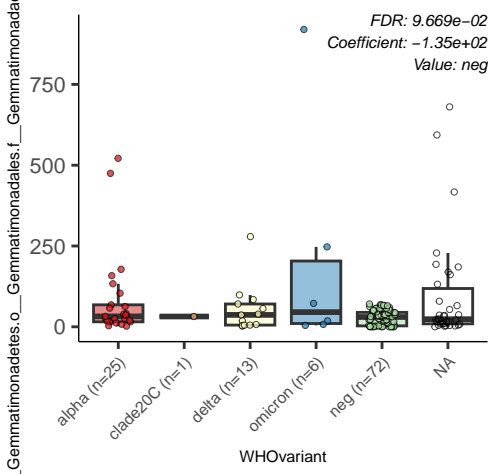 FDR: 9.669e−02
Coefficient: −1.35e+02
Value: neg
_Gemmatimonadetes.o__Gemmatimonadales.f__Gemmatimonadac
750
500
250
0
alpha (n=25)
clade20C (n=1)
delta (n=13)
omicron (n=6)
neg (n=72)
NA
WHOvariant